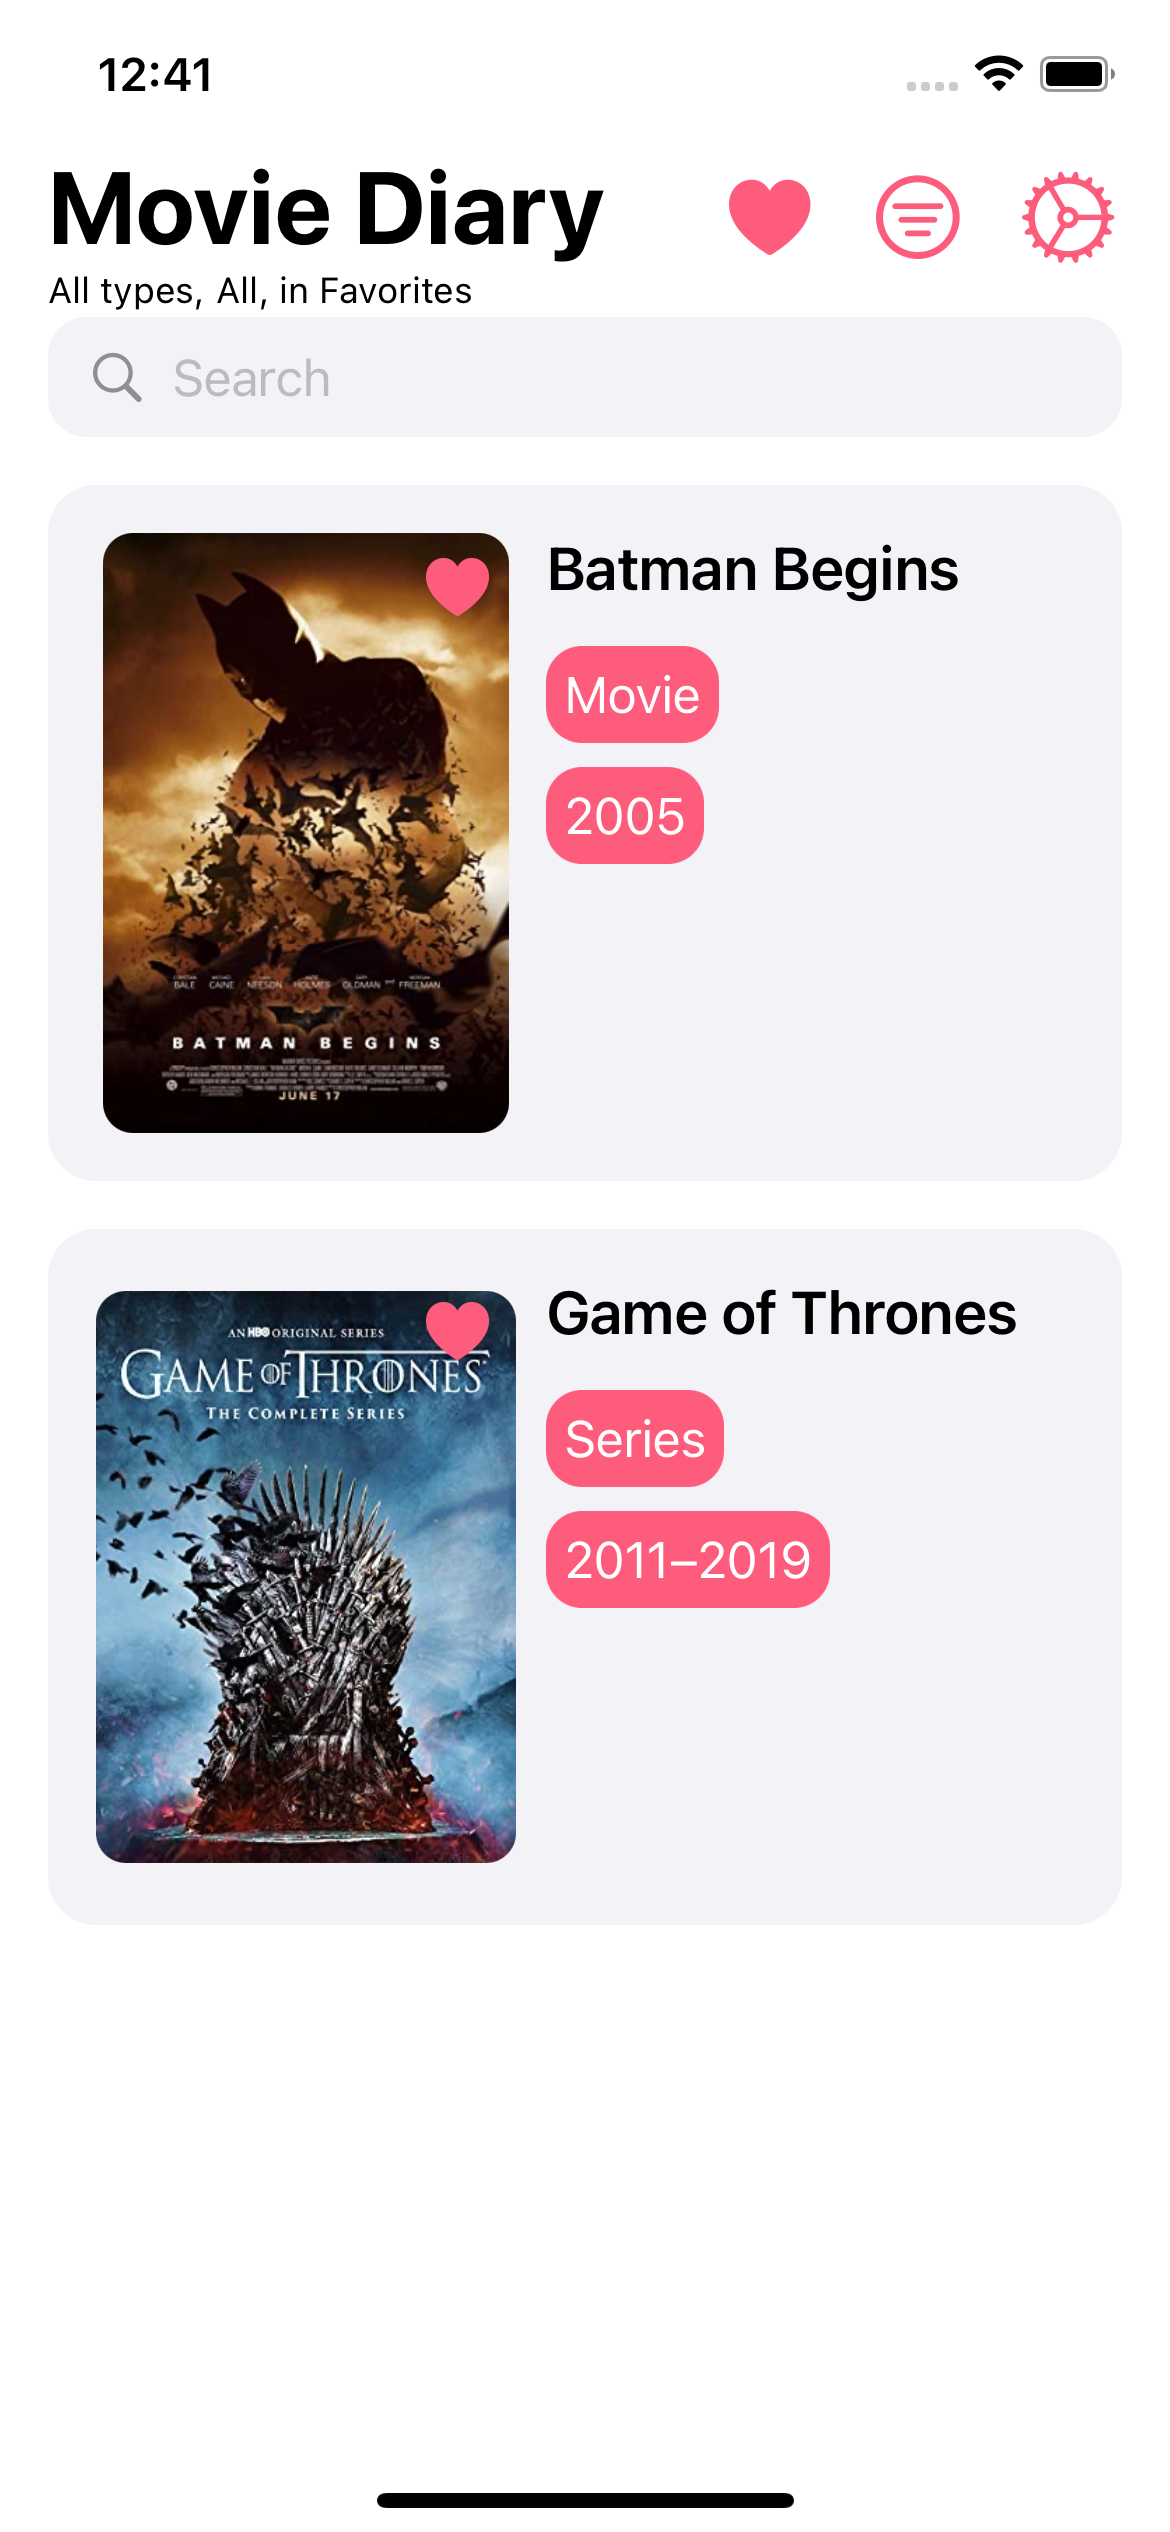 12:41
Movie Diary
All types, All, in Favorites
Search
Batman Begins
Movie
2005
BALE CAINE NEESON HOLMES OLDMAN FREEMAN
BATMAN BEGINS
JUNE 17
Game of Thrones
Series
2011–2019
AN HBO ORIGINAL SERIES
GAME OF THRONES
THE COMPLETE SERIES